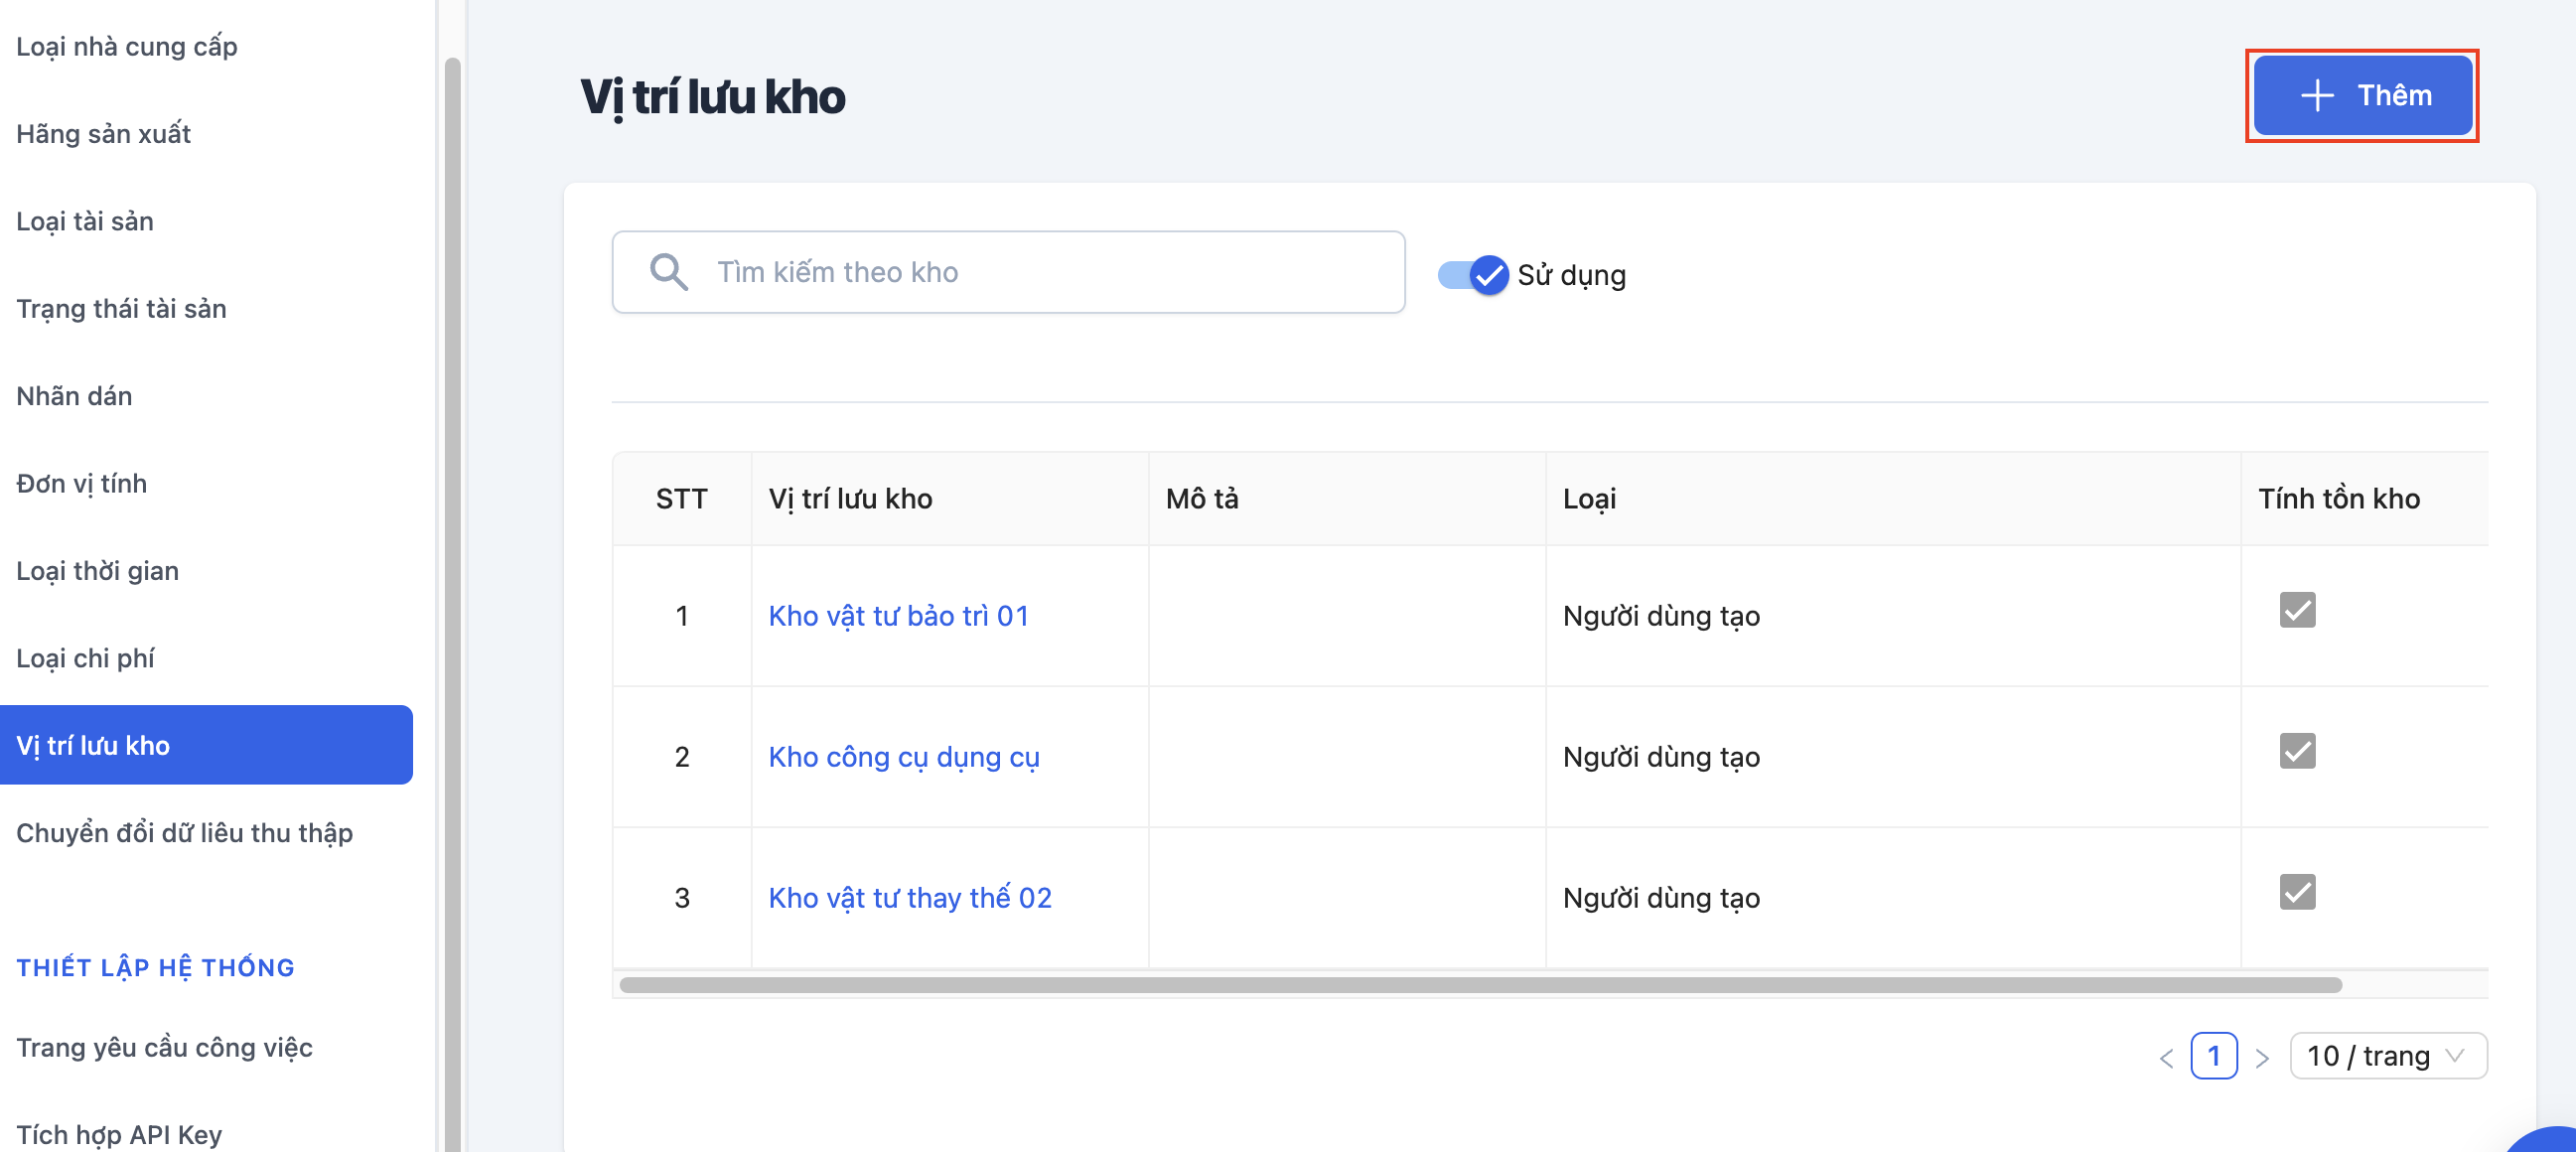 Loại nhà cung cấp
Hãng sản xuất
Loại tài sản
Trạng thái tài sản
Nhãn dán
Đơn vị tính
Loại thời gian
Loại chi phí
Vị trí lưu kho
Chuyển đổi dữ liêu thu thập
THIẾT LẬP HỆ THỐNG
Trang yêu cầu công việc
Tích hợp API Key
Vị trí lưu kho
Thêm
Tìm kiếm theo kho
Sử dụng
STT Vị trí lưu kho Mô tả Loại Tính tồn kho
1 Kho vật tư bảo trì 01 Người dùng tạo
2 Kho công cụ dụng cụ Người dùng tạo
3 Kho vật tư thay thế 02 Người dùng tạo
< 1 > 10 / trang